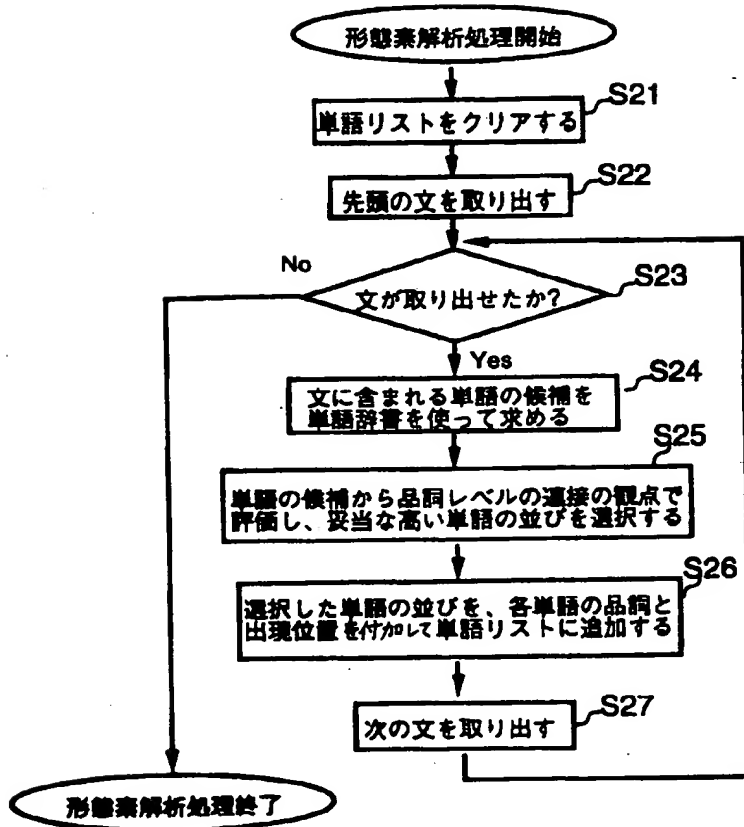 形態素解析処理開始
S21
単語リストをクリアする
S22
先頭の文を取り出す
No
S23
文が取り出せたか?
Yes
S24
文に含まれる単語の候補を
単語辞書を使って求める
S25
単語の候補から品詞レベルの連接の観点で
評価し、妥当な高い単語の並びを選択する
S26
選択した単語の並びを、各単語の品詞と
出現位置を付加して単語リストに追加する
S27
次の文を取り出す
形態素解析処理終了